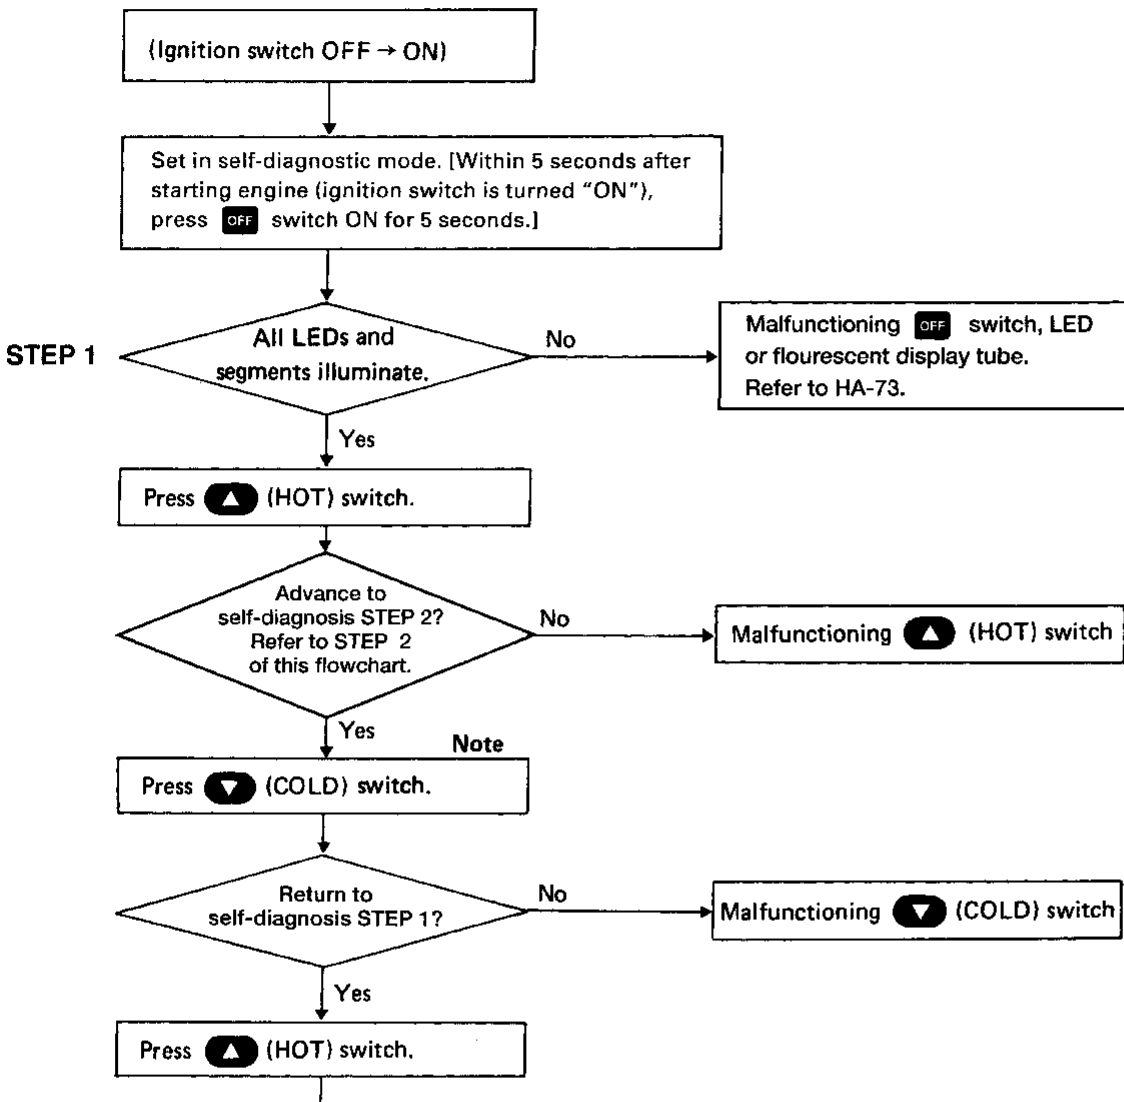 (Ignition switch OFF → ON)
Set in self-diagnostic mode. [Within 5 seconds after
starting engine (ignition switch is turned "ON"),
press OFF switch ON for 5 seconds.]
STEP 1
All LEDs and
segments illuminate.
No
Malfunctioning OFF switch, LED
or flourescent display tube.
Refer to HA-73.
Yes
Press ▲ (HOT) switch.
Advance to
self-diagnosis STEP 2?
Refer to STEP 2
of this flowchart.
No
Malfunctioning ▲ (HOT) switch
Yes
Note
Press ▼ (COLD) switch.
Return to
self-diagnosis STEP 1?
No
Malfunctioning ▼ (COLD) switch
Yes
Press ▲ (HOT) switch.